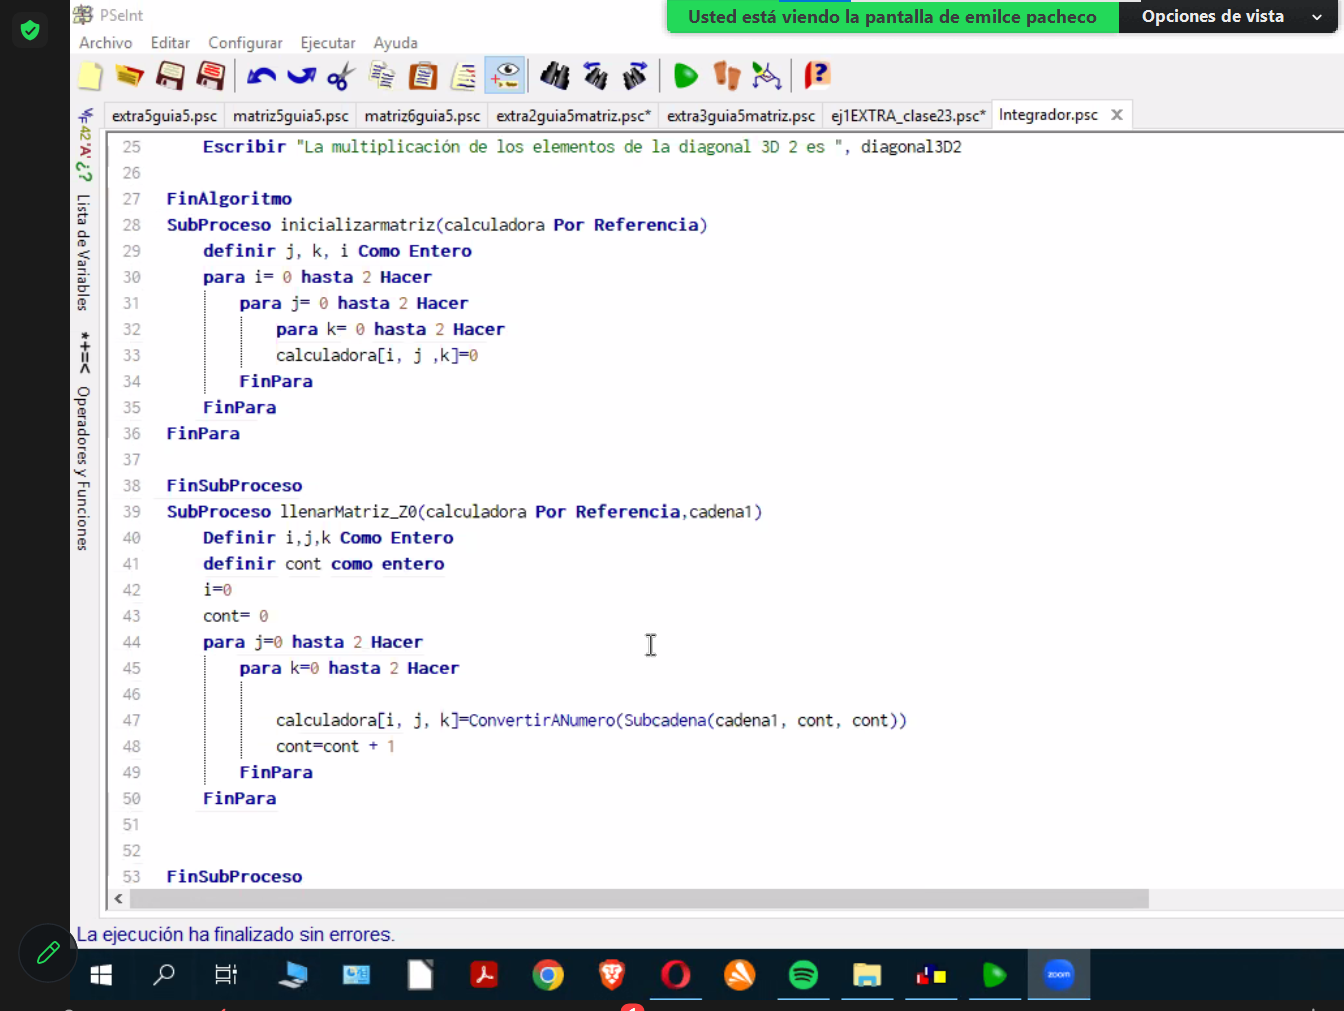 PSeInt
Usted está viendo la pantalla de emilce pacheco
Opciones de vista
Archivo Editar Configurar Ejecutar Ayuda
extra5guia5.psc matriz5guia5.psc matriz6guia5.psc extra2guia5matriz.psc* extra3guia5matriz.psc ej1EXTRA_clase23.psc* Integrador.psc
Lista de Variables
*+=<
Operadores y Funciones
25 Escribir "La multiplicación de los elementos de la diagonal 3D 2 es ", diagonal3D2
26
27 FinAlgoritmo
28 SubProceso inicializarmatriz(calculadora Por Referencia)
29 definir j, k, i Como Entero
30 para i= 0 hasta 2 Hacer
31 para j= 0 hasta 2 Hacer
32 para k= 0 hasta 2 Hacer
33 calculadora[i, j ,k]=0
34 FinPara
35 FinPara
36 FinPara
37
38 FinSubProceso
39 SubProceso llenarMatriz_Z0(calculadora Por Referencia,cadena1)
40 Definir i,j,k Como Entero
41 definir cont como entero
42 i=0
43 cont= 0
44 para j=0 hasta 2 Hacer
45 para k=0 hasta 2 Hacer
46
47 calculadora[i, j, k]=ConvertirANumero(Subcadena(cadena1, cont, cont))
48 cont=cont + 1
49 FinPara
50 FinPara
51
52
53 FinSubProceso
La ejecución ha finalizado sin errores.
zoom